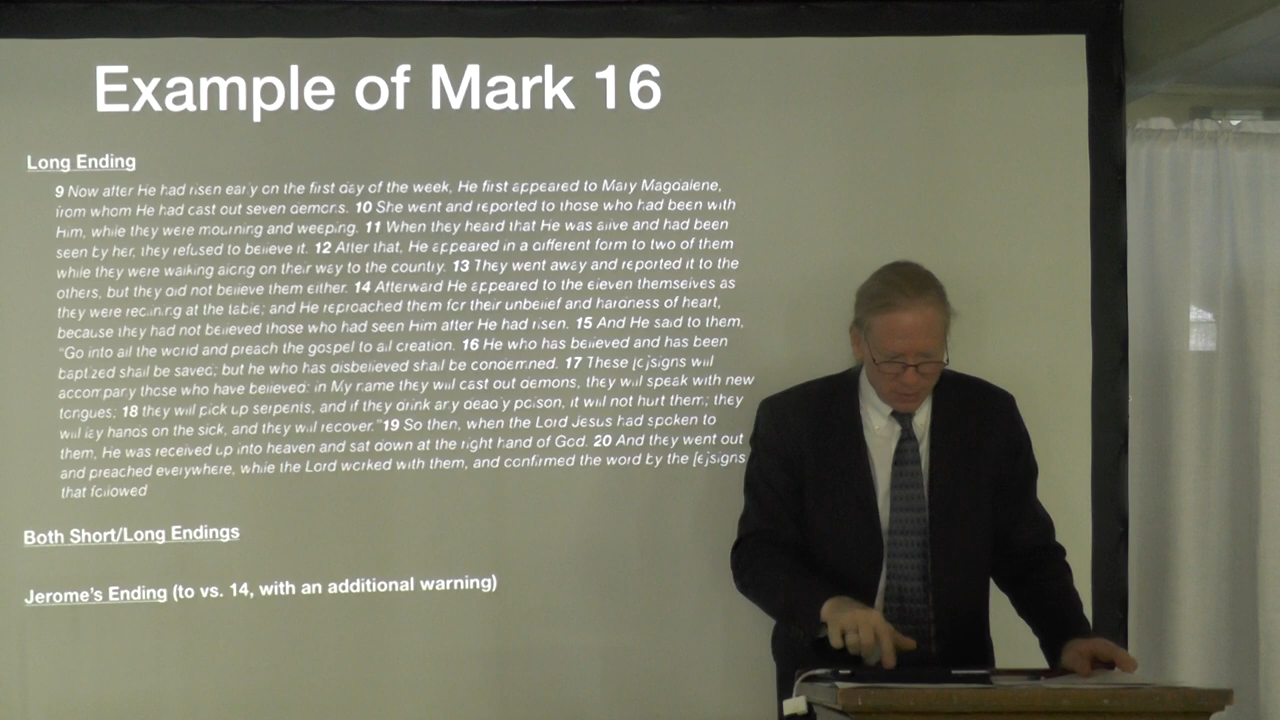 Example of Mark 16
Long Ending
9 Now after He had risen early on the first day of the week, He first appeared to Mary Magdalene,
from whom He had cast out seven demons. 10 She went and reported to those who had been with
Him, while they were mourning and weeping. 11 When they heard that He was alive and had been
seen by her, they refused to believe it. 12 After that, He appeared in a different form to two of them
while they were walking along on their way to the country. 13 They went away and reported it to the
others, but they did not believe them either. 14 Afterward He appeared to the eleven themselves as
they were reclining at the table; and He reproached them for their unbelief and hardness of heart,
because they had not believed those who had seen Him after He had risen. 15 And He said to them,
"Go into all the world and preach the gospel to all creation. 16 He who has believed and has been
baptized shall be saved; but he who has disbelieved shall be condemned. 17 These [c]signs will
accompany those who have believed: in My name they will cast out demons, they will speak with new
tongues; 18 they will pick up serpents, and if they drink any deadly poison, it will not hurt them; they
will lay hands on the sick, and they will recover."19 So then, when the Lord Jesus had spoken to
them, He was received up into heaven and sat down at the right hand of God. 20 And they went out
and preached everywhere, while the Lord worked with them, and confirmed the word by the [e]signs
that followed
Both Short/Long Endings
Jerome's Ending (to vs. 14, with an additional warning)